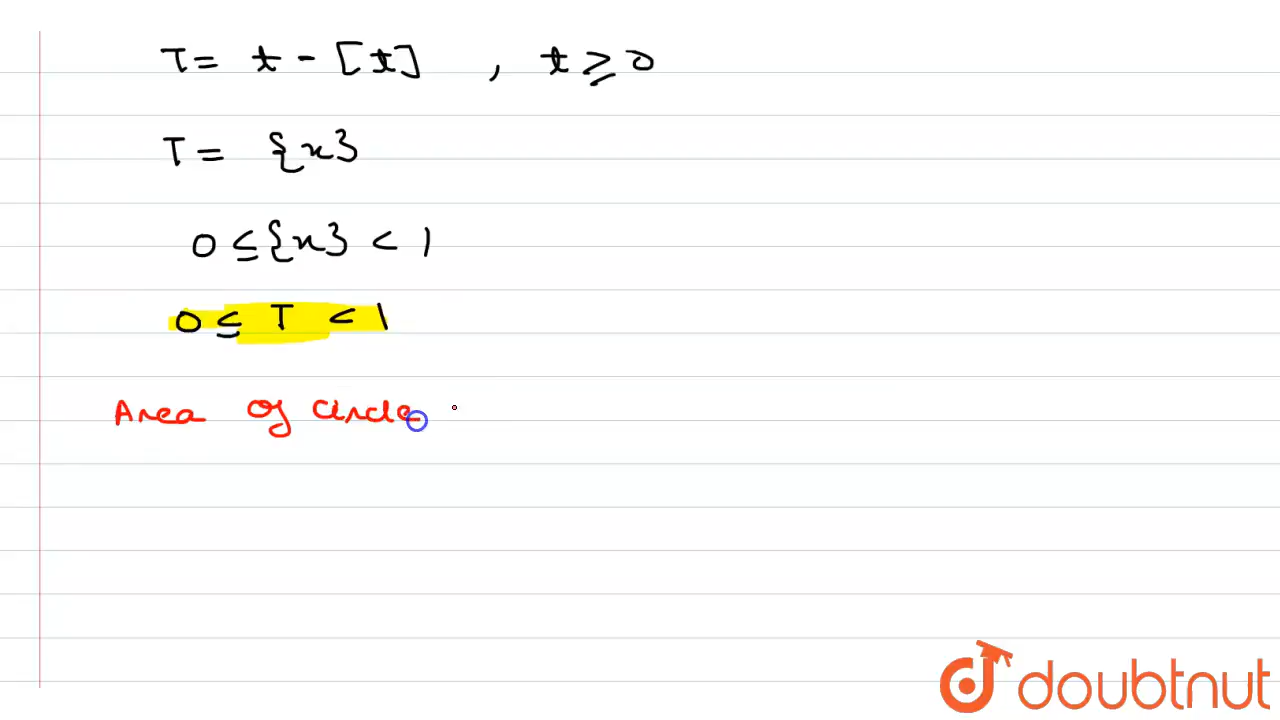 T = t - [t] , t ≥ 0
T = {x}
0 ≤ {x} < 1
0 ≤ T < 1
Area of circle
doubtnut